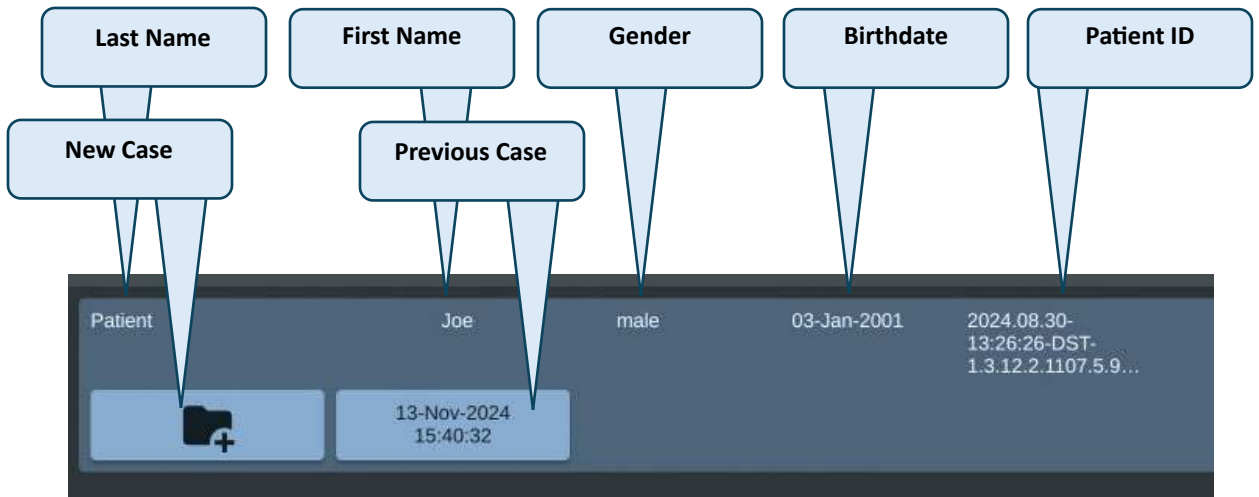 Last Name
First Name
Gender
Birthdate
Patient ID
New Case
Previous Case
Patient
Joe
male
03-Jan-2001
2024.08.30-
13:26:26-DST-
1.3.12.2.1107.5.9...
13-Nov-2024
15:40:32